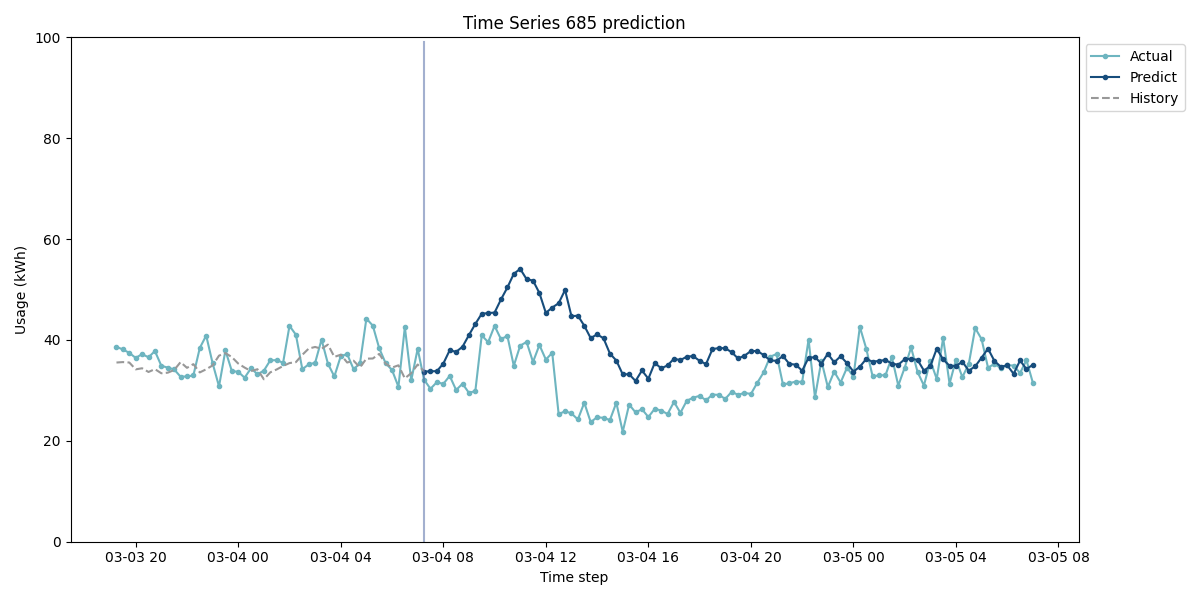 Time Series 685 prediction
100
80
60
40
20
0
Usage (kWh)
03-03 20
03-04 00
03-04 04
03-04 08
03-04 12
03-04 16
03-04 20
03-05 00
03-05 04
03-05 08
Time step
Actual
Predict
History